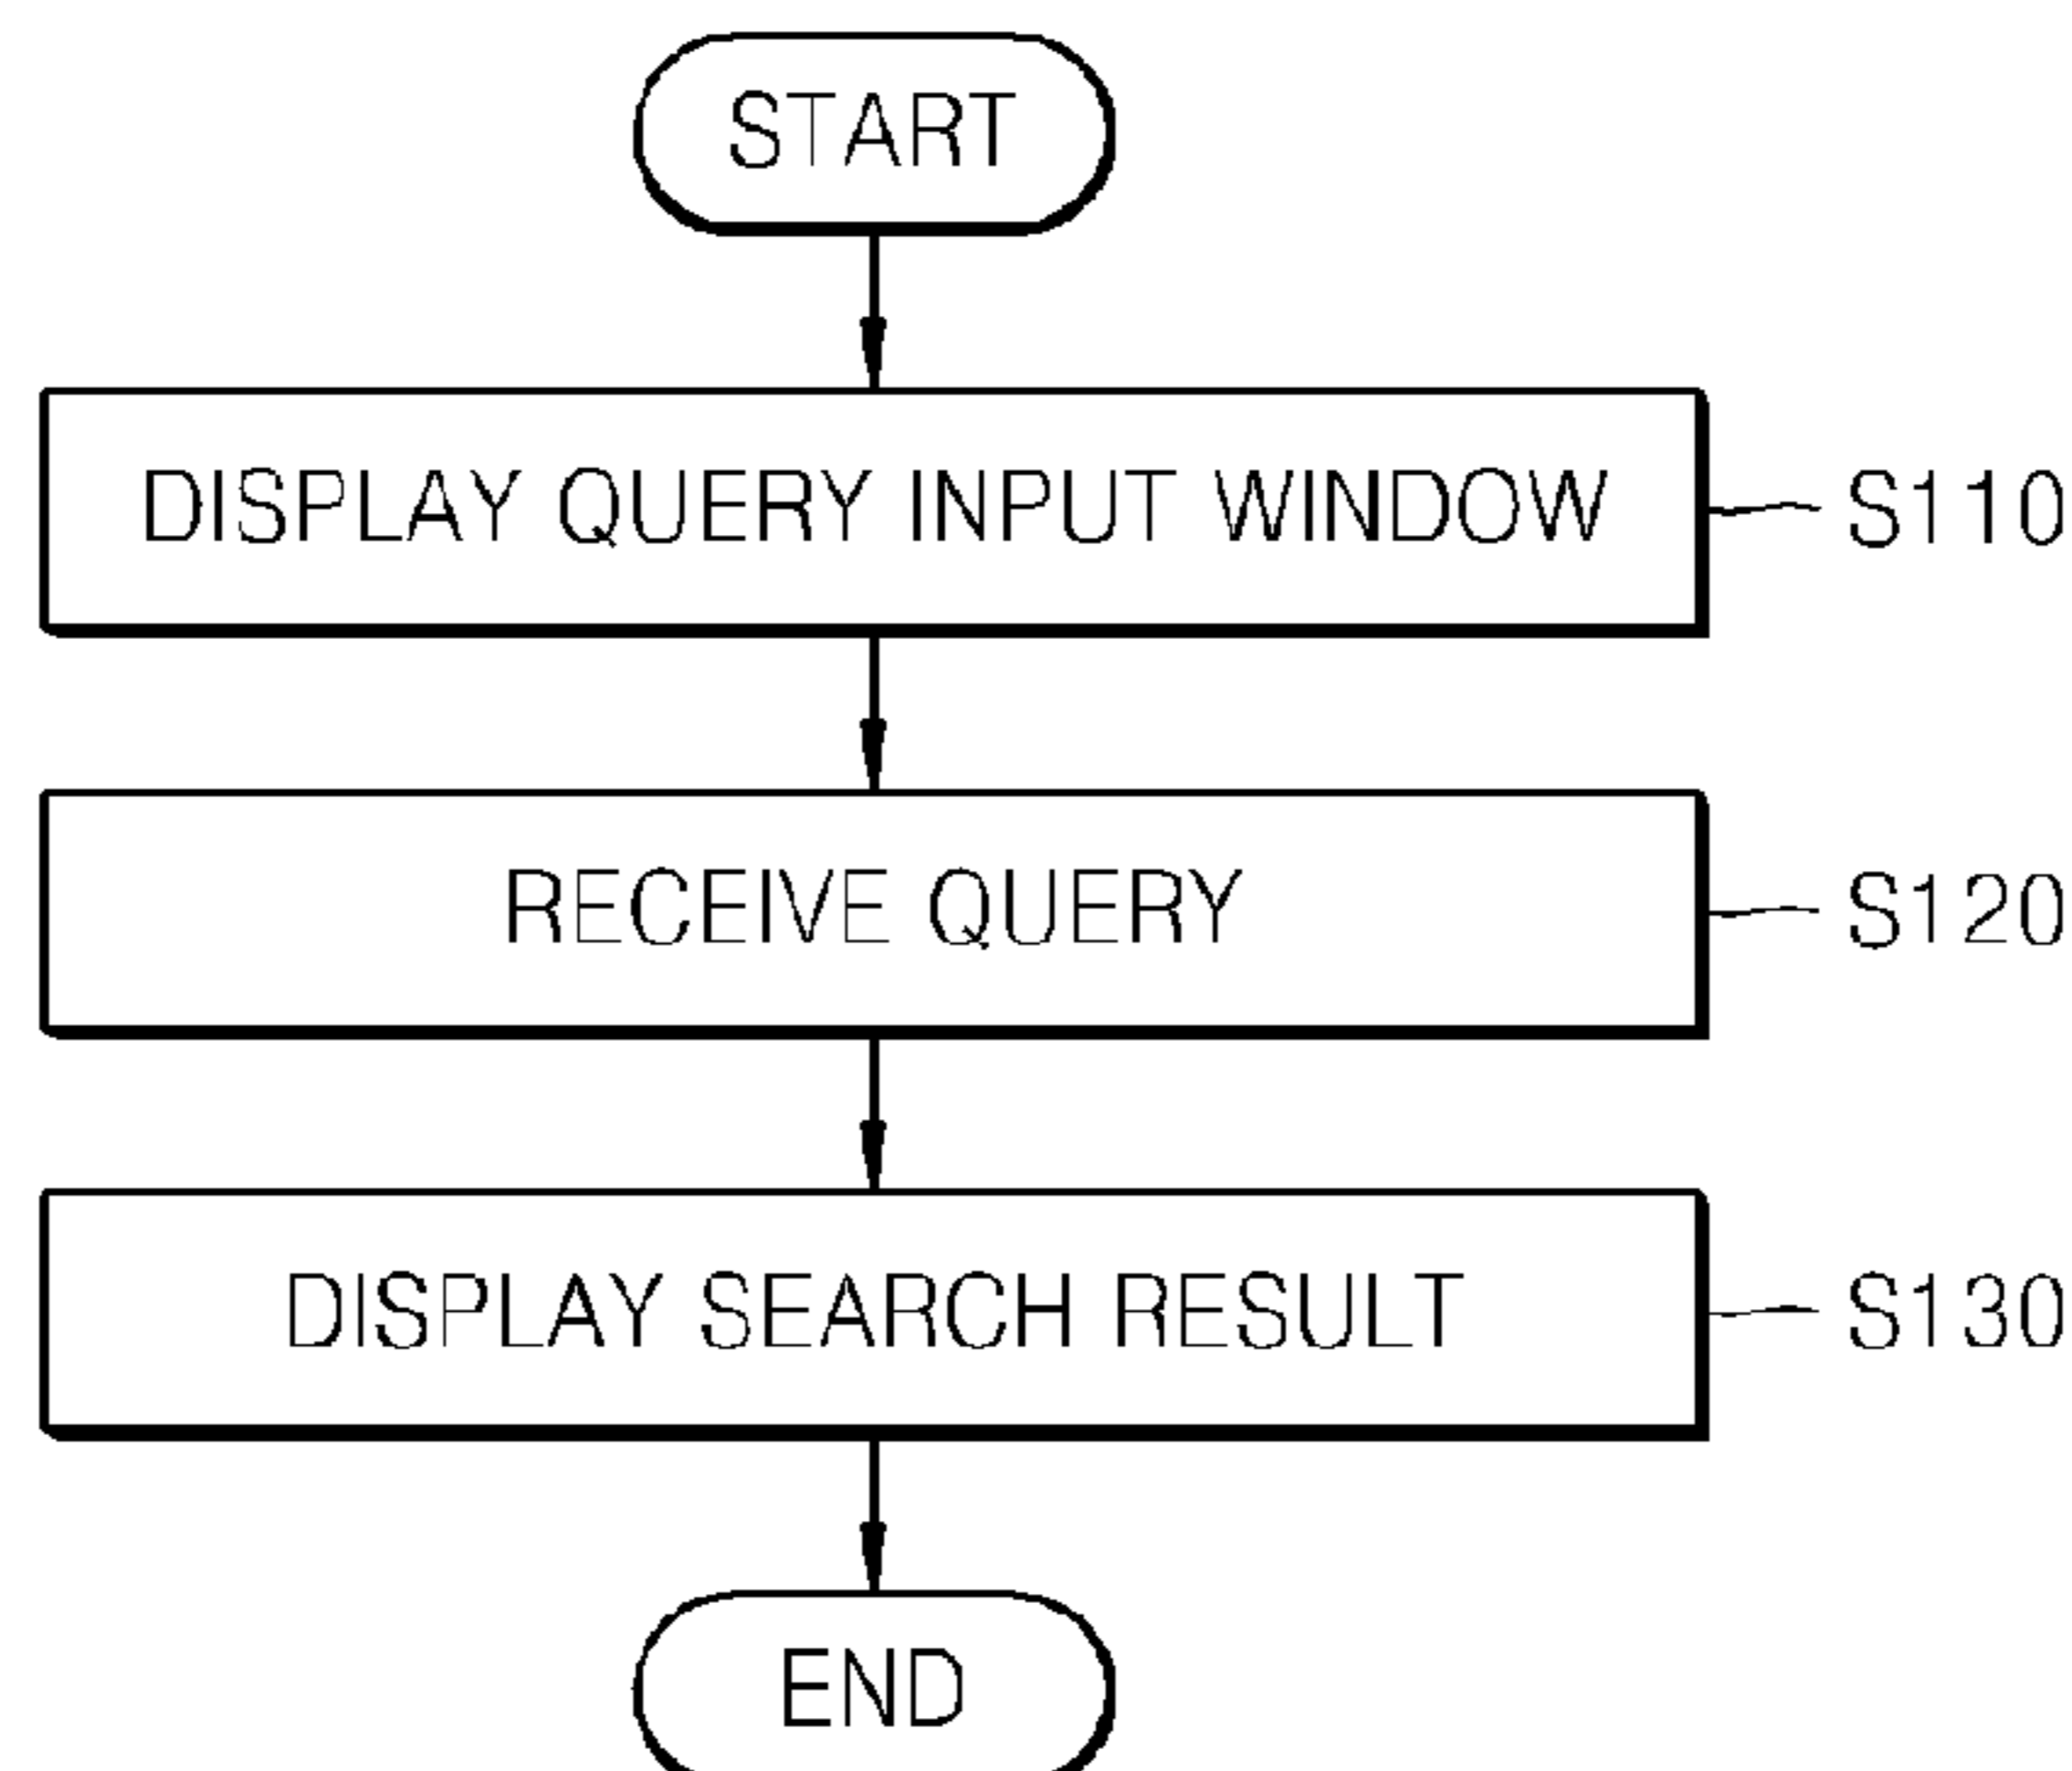 START
DISPLAY QUERY INPUT WINDOW
S110
RECEIVE QUERY
S120
DISPLAY SEARCH RESULT
S130
END